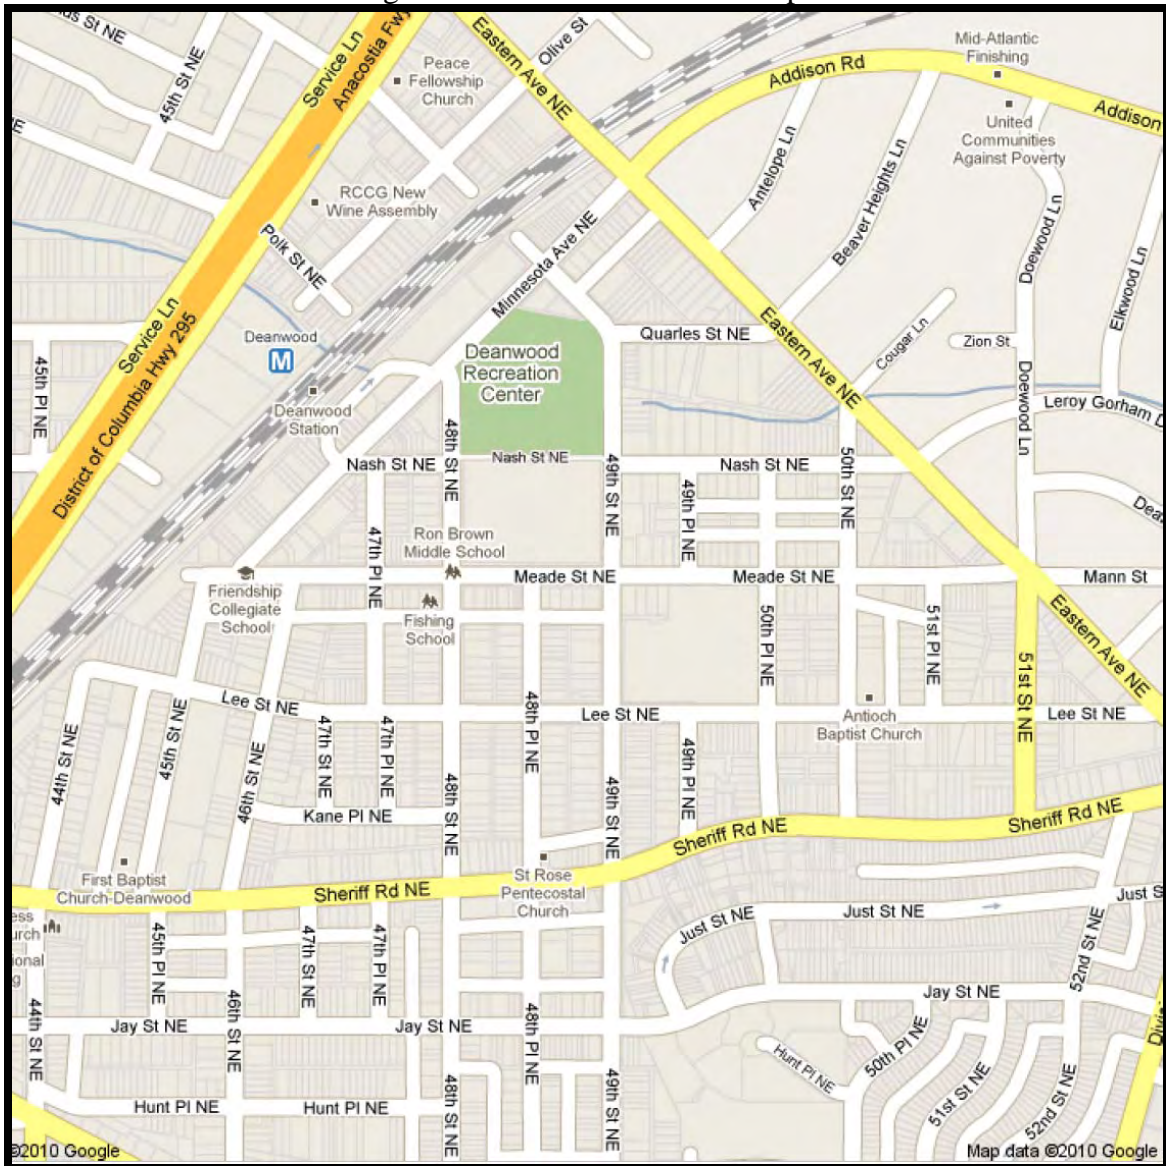 45th St NE
Service Ln
Anacostia Fwy
Olive St
Eastern Ave NE
Peace
Fellowship
Church
Addison Rd
Mid-Atlantic
Finishing
Addison
United
Communities
Against Poverty
RCCG New
Wine Assembly
Antelope Ln
Beaver Heights Ln
Doewood Ln
Elkwood Ln
Polk St NE
Minnesota Ave NE
Service Ln
District of Columbia Hwy 295
Deanwood
M
Deanwood
Station
Deanwood
Recreation
Center
Quarles St NE
Eastern Ave NE
Cougar Ln
Zion St
Doewood Ln
Leroy Gorham D
45th Pl NE
48th St NE
Nash St NE
Nash St NE
Nash St NE
49th St NE
49th Pl NE
50th St NE
47th Pl NE
Ron Brown
Middle School
Friendship
Collegiate
School
Fishing
School
Meade St NE
Meade St NE
Mann St
50th Pl NE
51st Pl NE
51st St NE
Eastern Ave NE
Lee St NE
Lee St NE
Lee St NE
Antioch
Baptist Church
44th St NE
45th St NE
46th St NE
47th St NE
47th Pl NE
48th St NE
48th Pl NE
49th St NE
49th Pl NE
Kane Pl NE
Sheriff Rd NE
Sheriff Rd NE
Sheriff Rd NE
First Baptist
Church-Deanwood
St Rose
Pentecostal
Church
Just St NE
Just St NE
Just S
45th Pl NE
47th St NE
47th Pl NE
52nd St NE
44th St NE
46th St NE
Jay St NE
Jay St NE
48th Pl NE
Jay St NE
Hunt Pl NE
50th Pl NE
51st St NE
52nd St NE
Hunt Pl NE
Hunt Pl NE
48th St NE
49th St NE
©2010 Google
Map data ©2010 Google